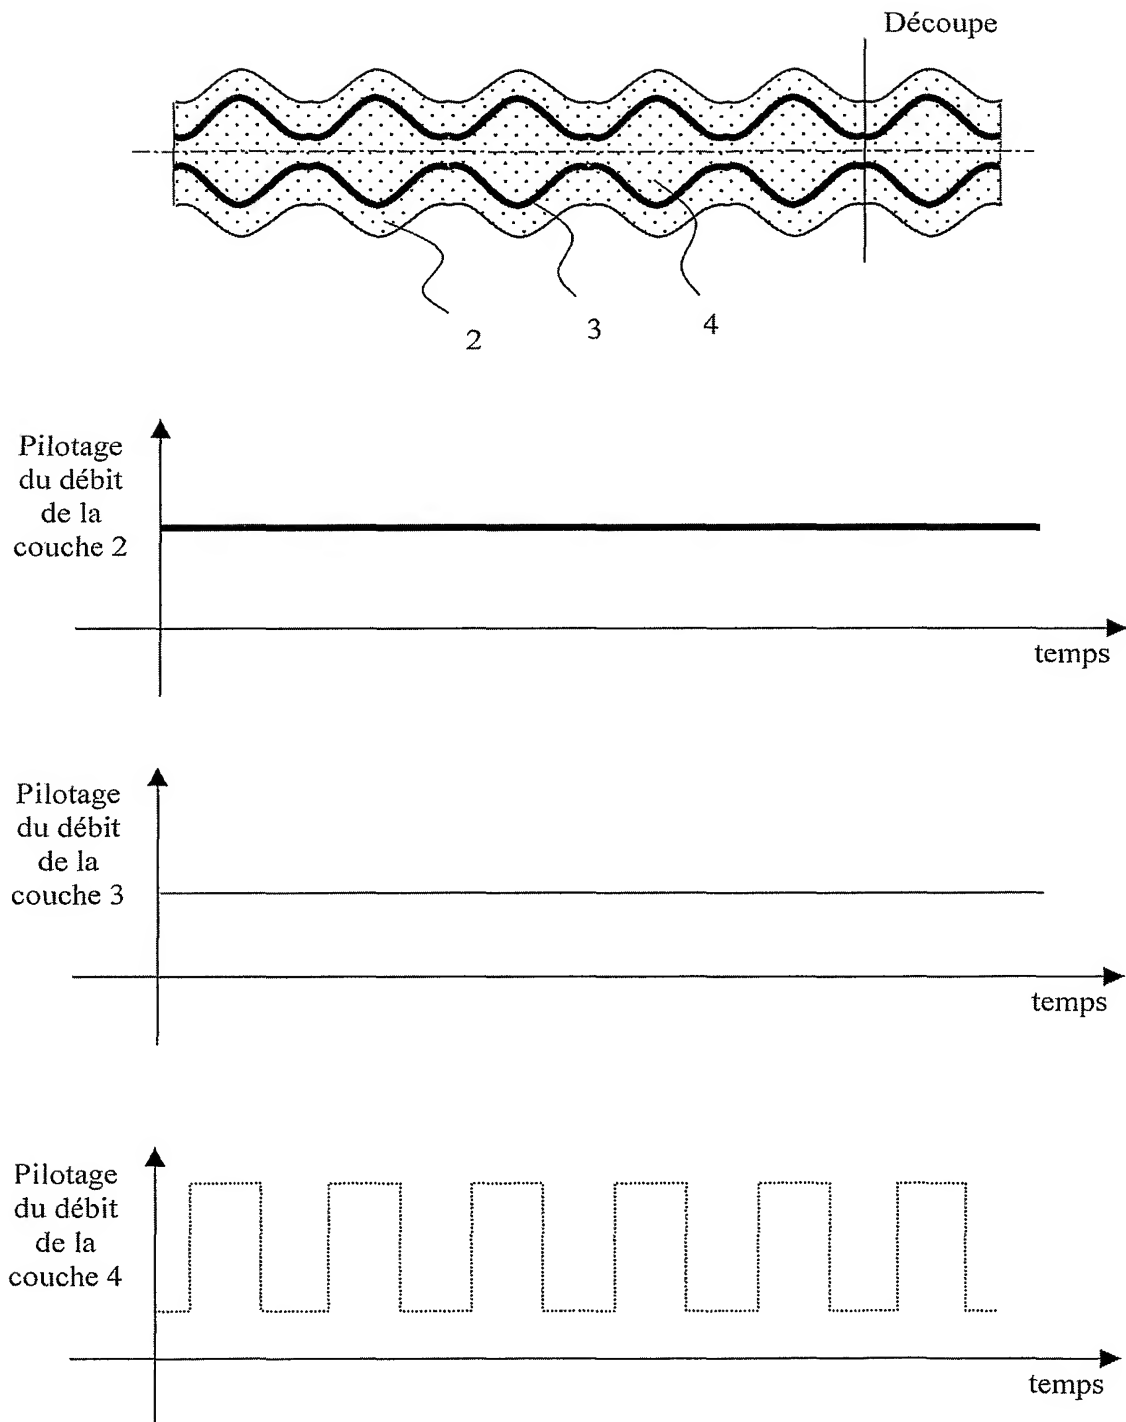 Découpe
2
3
4
Pilotage
du débit
de la
couche 2
temps
Pilotage
du débit
de la
couche 3
temps
Pilotage
du débit
de la
couche 4
temps